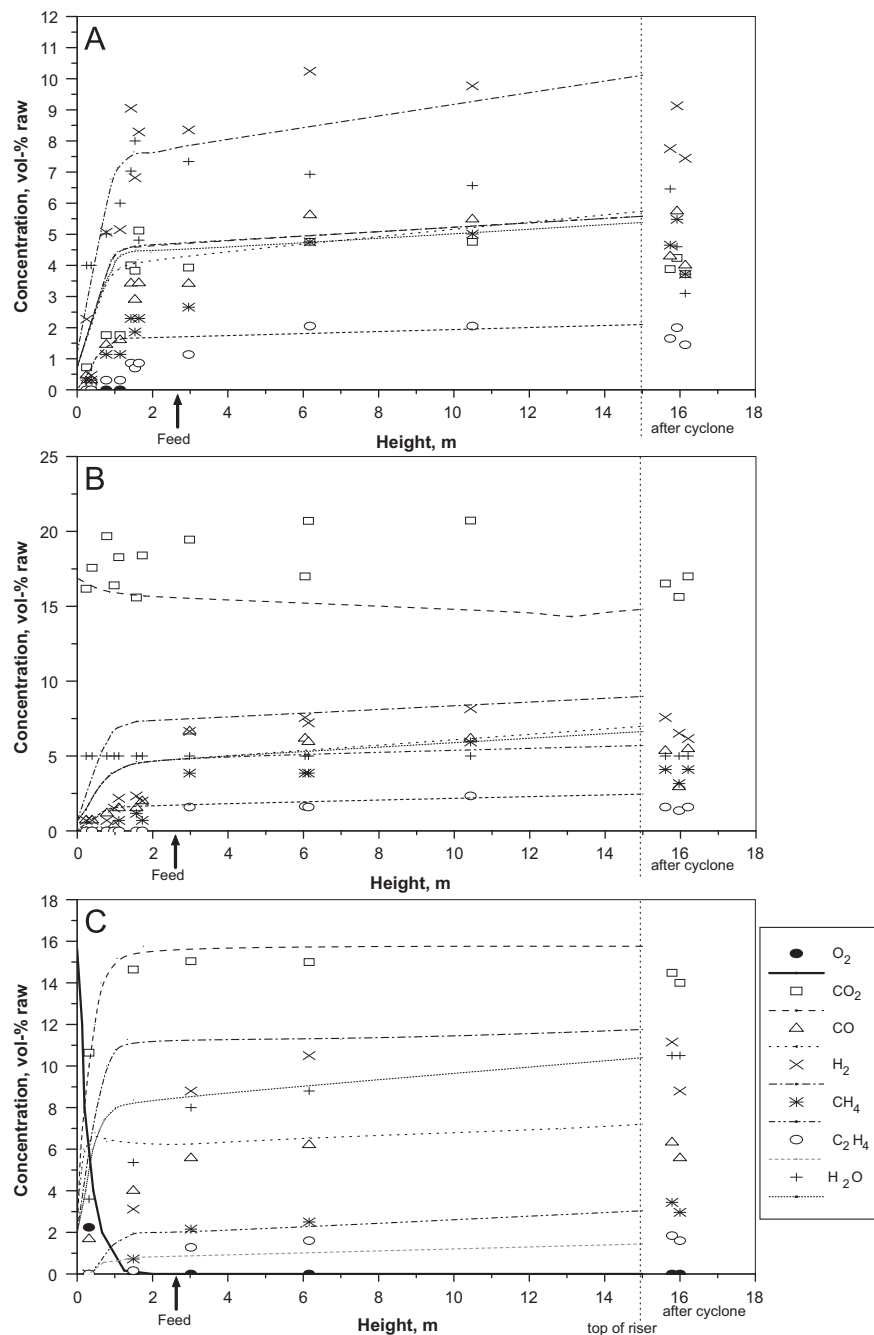 A
12
11
10
9
8
7
6
5
4
3
2
1
0
Concentration, vol-% raw
0 2 4 6 8 10 12 14 16 18
Feed
Height, m
after cyclone
B
25
20
15
10
5
0
Concentration, vol-% raw
0 2 4 6 8 10 12 14 16 18
Feed
Height, m
after cyclone
C
18
16
14
12
10
8
6
4
2
0
Concentration, vol-% raw
0 2 4 6 8 10 12 14 16 18
Feed
Height, m
top of riser
after cyclone
O2
CO2
CO
H2
CH4
C2H4
H2O